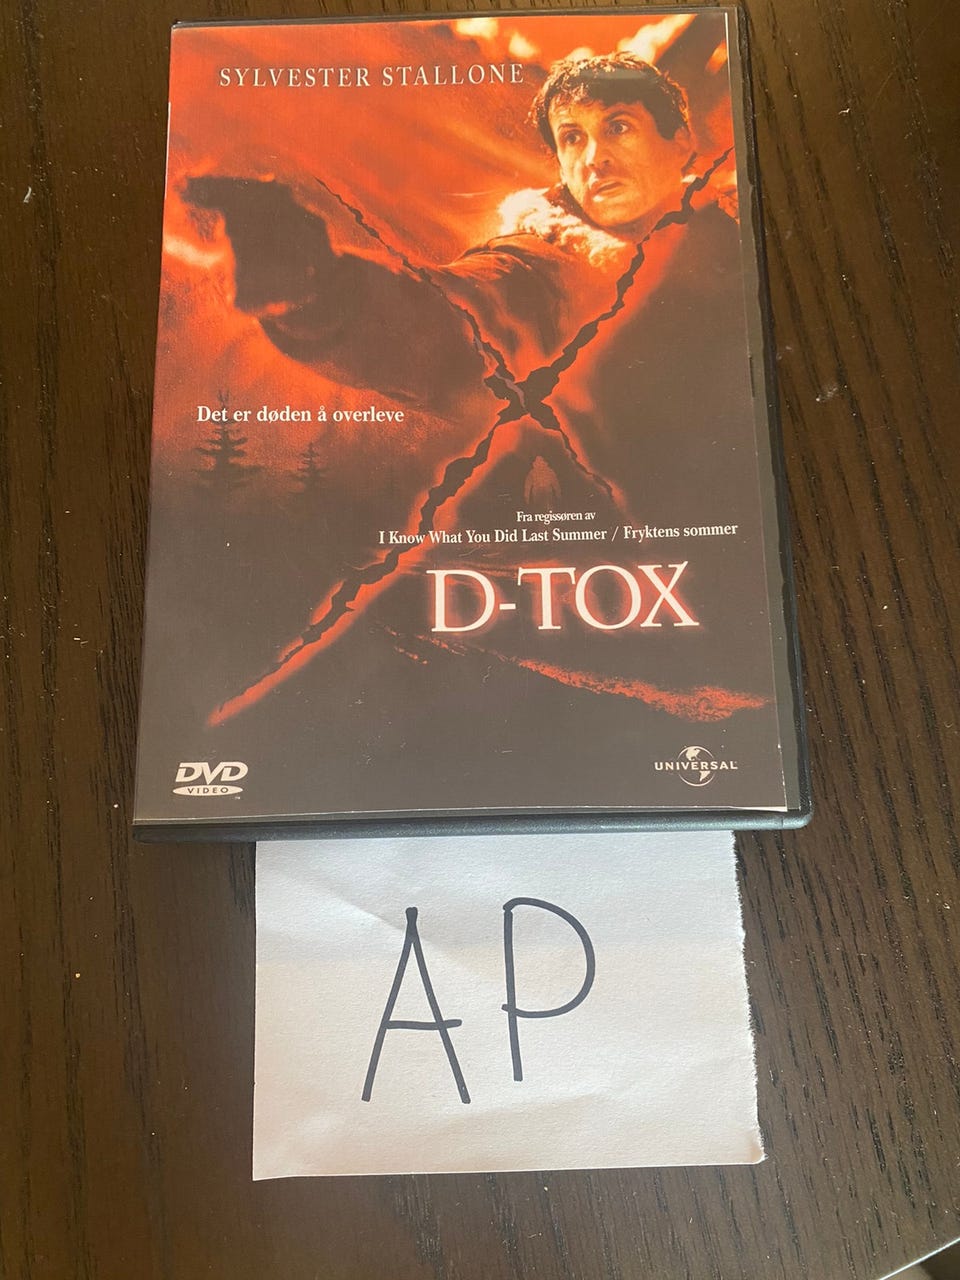 SYLVESTER STALLONE
Det er døden å overleve
Fra regissøren av
I Know What You Did Last Summer / Fryktens sommer
D-TOX
DVD
VIDEO
UNIVERSAL
AP